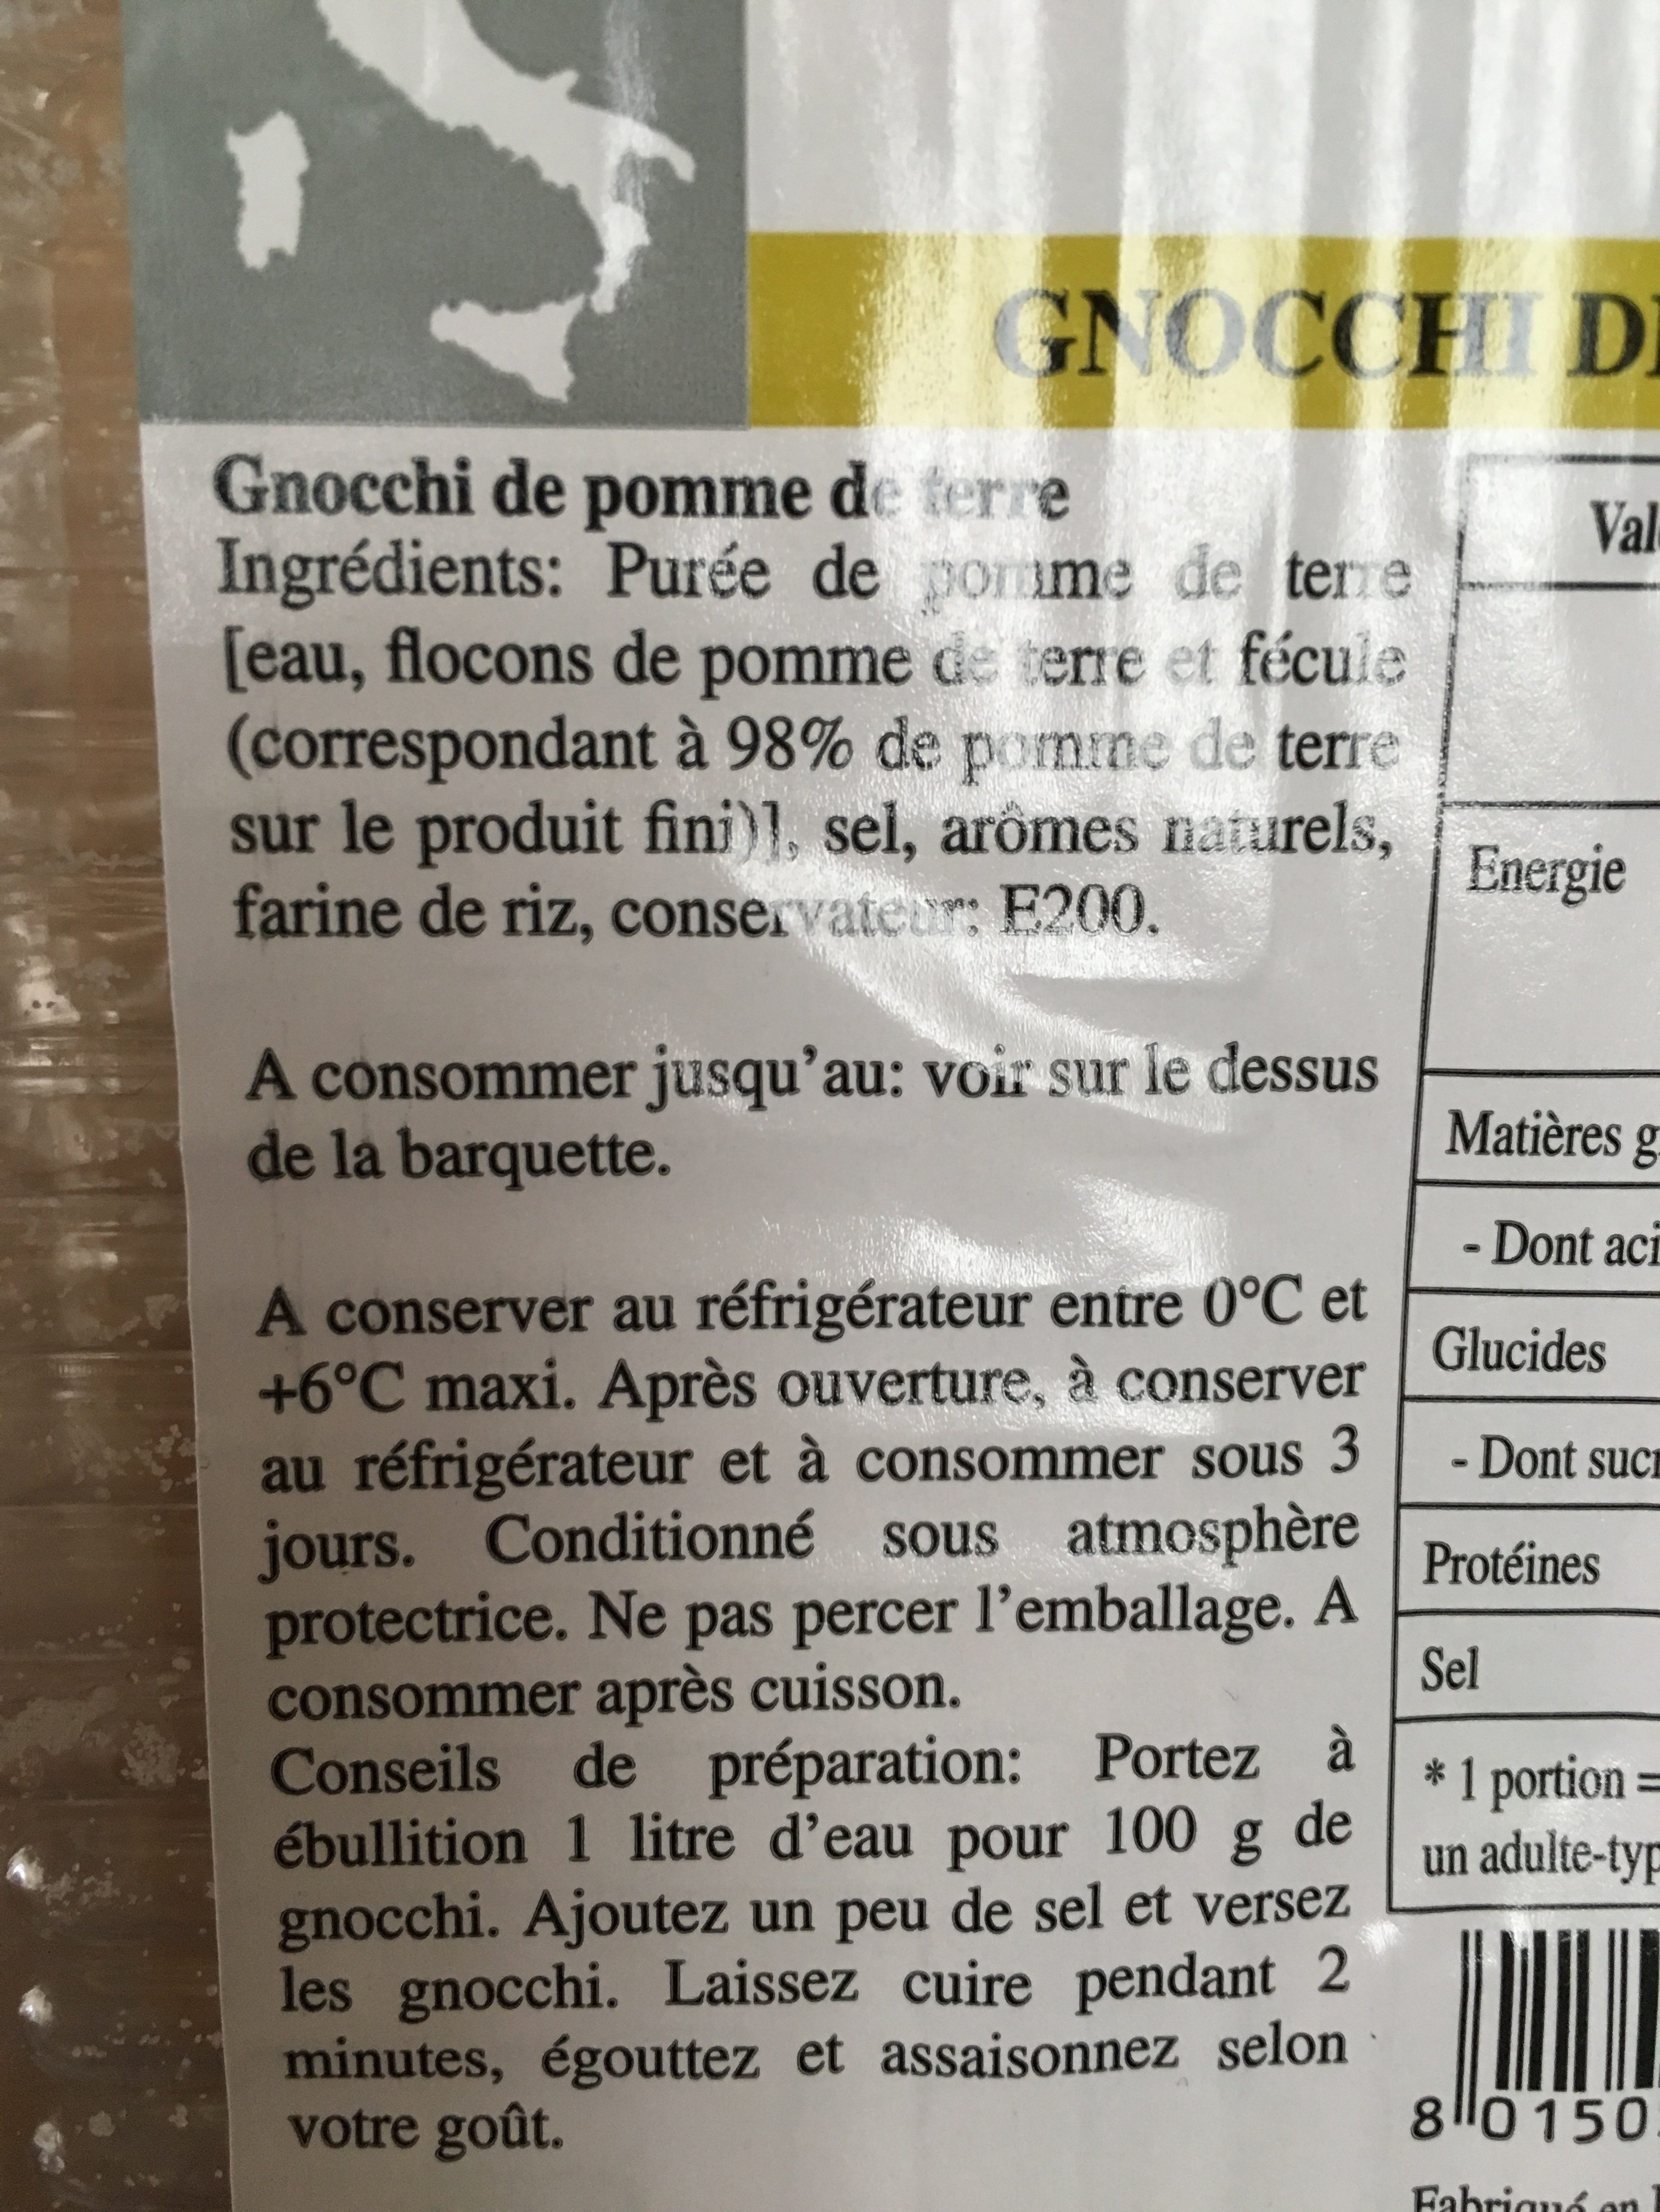 GNOCCHI
Gnocchi de pomme de terre
Ingrédients: Purée de pomme de terre
[eau, flocons de pomme de terre et fécule
(correspondant à 98% de pomme de terre
sur le produit fini)], sel, arômes naturels,
farine de riz, conservateur: E200.
A consommer jusqu'au: voir sur le dessus
de la barquette.
A conserver au réfrigérateur entre 0°C et
+6°C maxi. Après ouverture, à conserver
au réfrigérateur et à consommer sous 3
jours. Conditionné sous atmosphère
protectrice. Ne pas percer l'emballage. A
consommer après cuisson.
Conseils de préparation: Portez à
ébullition 1 litre d'eau pour 100 g de
gnocchi. Ajoutez un peu de sel et versez
les gnocchi. Laissez cuire pendant 2
minutes, égouttez et assaisonnez selon
votre goût.
Energie
Matières
- Dont
Glucides
- Dont
Protéines
Sel
* 1 portion =
un
8 0150